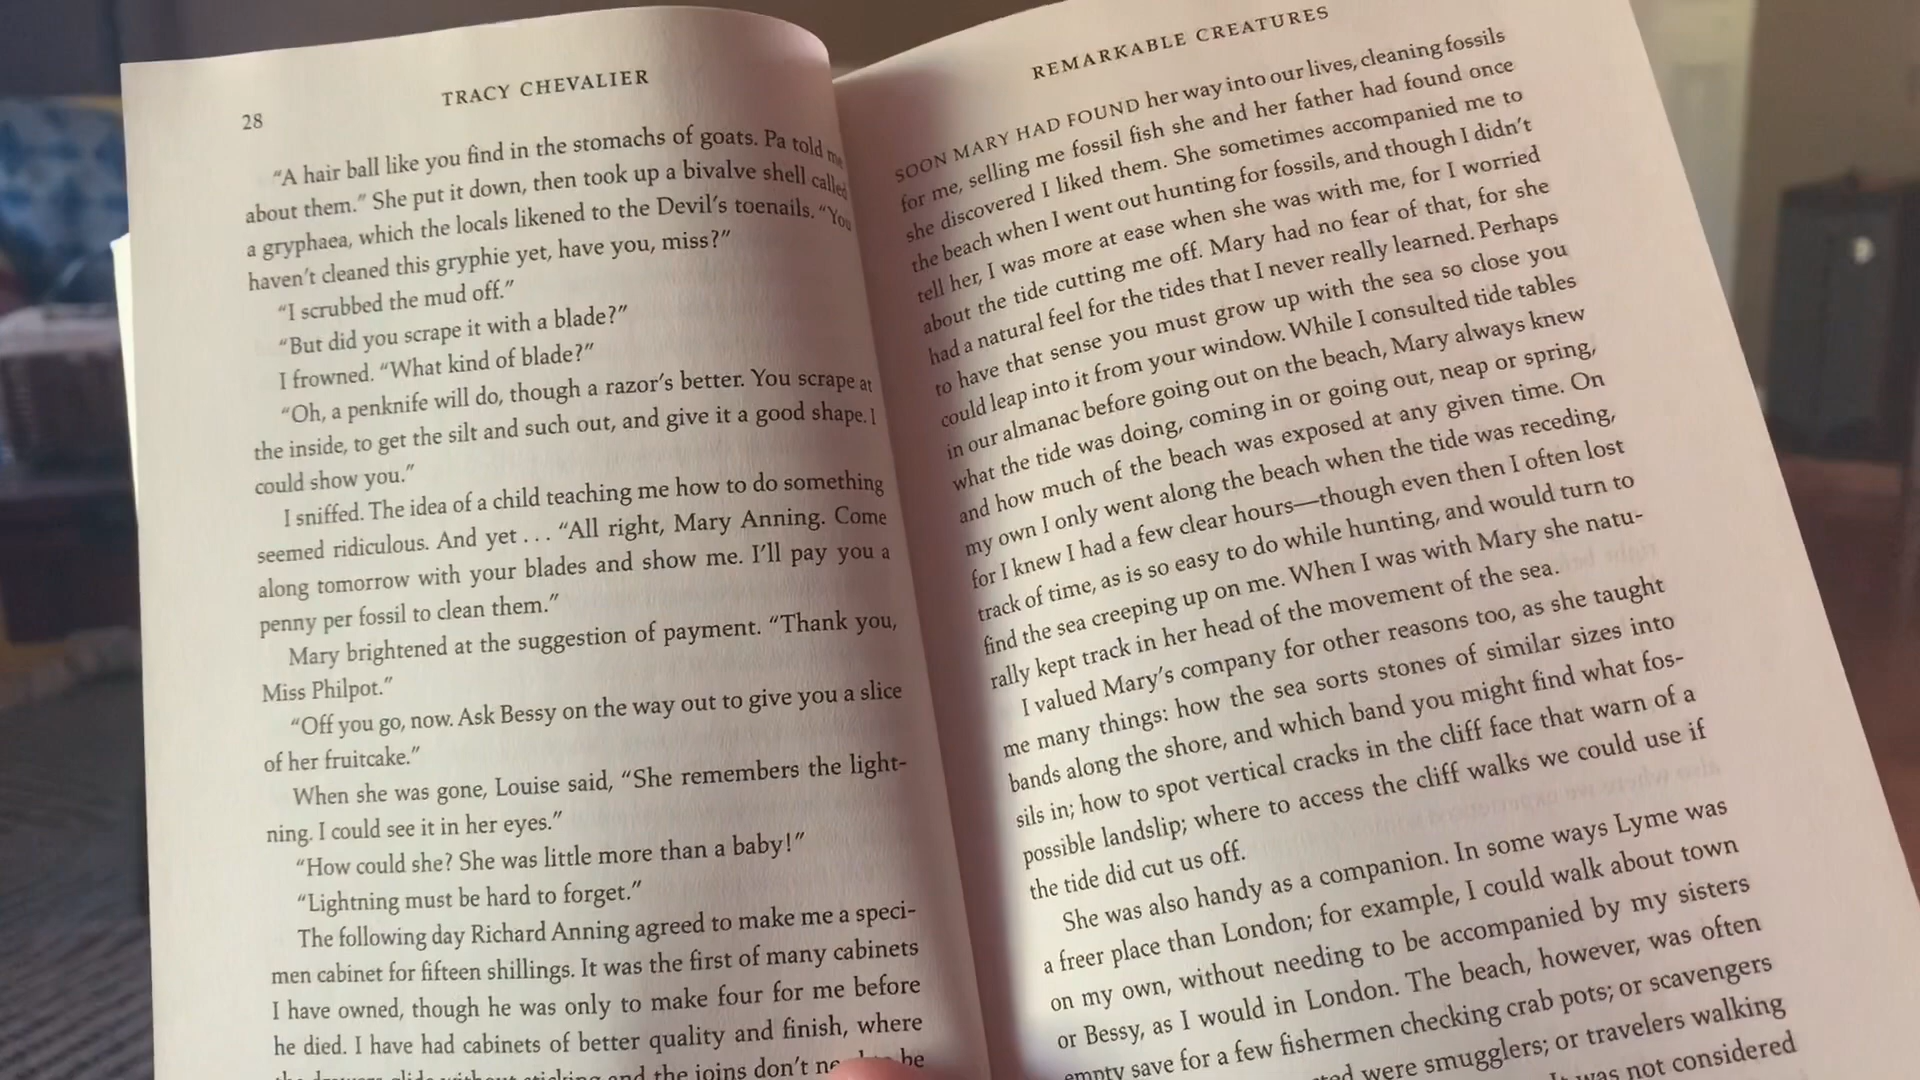 28
TRACY CHEVALIER
“A hair ball like you find in the stomachs of goats. Pa told me
about them.” She put it down, then took up a bivalve shell called
a gryphaea, which the locals likened to the Devil’s toenails. “You
haven’t cleaned this gryphie yet, have you, miss?”
“I scrubbed the mud off.”
“But did you scrape it with a blade?”
I frowned. “What kind of blade?”
“Oh, a penknife will do, though a razor’s better. You scrape at
the inside, to get the silt and such out, and give it a good shape. I
could show you.”
I sniffed. The idea of a child teaching me how to do something
seemed ridiculous. And yet . . . “All right, Mary Anning. Come
along tomorrow with your blades and show me. I’ll pay you a
penny per fossil to clean them.”
Mary brightened at the suggestion of payment. “Thank you,
Miss Philpot.”
“Off you go, now. Ask Bessy on the way out to give you a slice
of her fruitcake.”
When she was gone, Louise said, “She remembers the light-
ning. I could see it in her eyes.”
“How could she? She was little more than a baby!”
“Lightning must be hard to forget.”
The following day Richard Anning agreed to make me a speci-
men cabinet for fifteen shillings. It was the first of many cabinets
I have owned, though he was only to make four for me before
he died. I have had cabinets of better quality and finish, where
the drawers glide without sticking and the joins don’t be
REMARKABLE CREATURES
SOON MARY HAD FOUND her way into our lives, cleaning fossils
for me, selling me fossil fish she and her father had found once
she discovered I liked them. She sometimes accompanied me to
the beach when I went out hunting for fossils, and though I didn’t
tell her, I was more at ease when she was with me, for I worried
about the tide cutting me off. Mary had no fear of that, for she
had a natural feel for the tides that I never really learned. Perhaps
to have that sense you must grow up with the sea so close you
could leap into it from your window. While I consulted tide tables
in our almanac before going out on the beach, Mary always knew
what the tide was doing, coming in or going out, neap or spring,
and how much of the beach was exposed at any given time. On
my own I only went along the beach when the tide was receding,
for I knew I had a few clear hours—though even then I often lost
track of time, as is so easy to do while hunting, and would turn to
find the sea creeping up on me. When I was with Mary she natu-
rally kept track in her head of the movement of the sea.
I valued Mary’s company for other reasons too, as she taught
me many things: how the sea sorts stones of similar sizes into
bands along the shore, and which band you might find what fos-
sils in; how to spot vertical cracks in the cliff face that warn of a
possible landslip; where to access the cliff walks we could use if
the tide did cut us off.
She was also handy as a companion. In some ways Lyme was
a freer place than London; for example, I could walk about town
on my own, without needing to be accompanied by my sisters
or Bessy, as I would in London. The beach, however, was often
empty save for a few fishermen checking crab pots; or scavengers
were smugglers; or travelers walking
was not considered